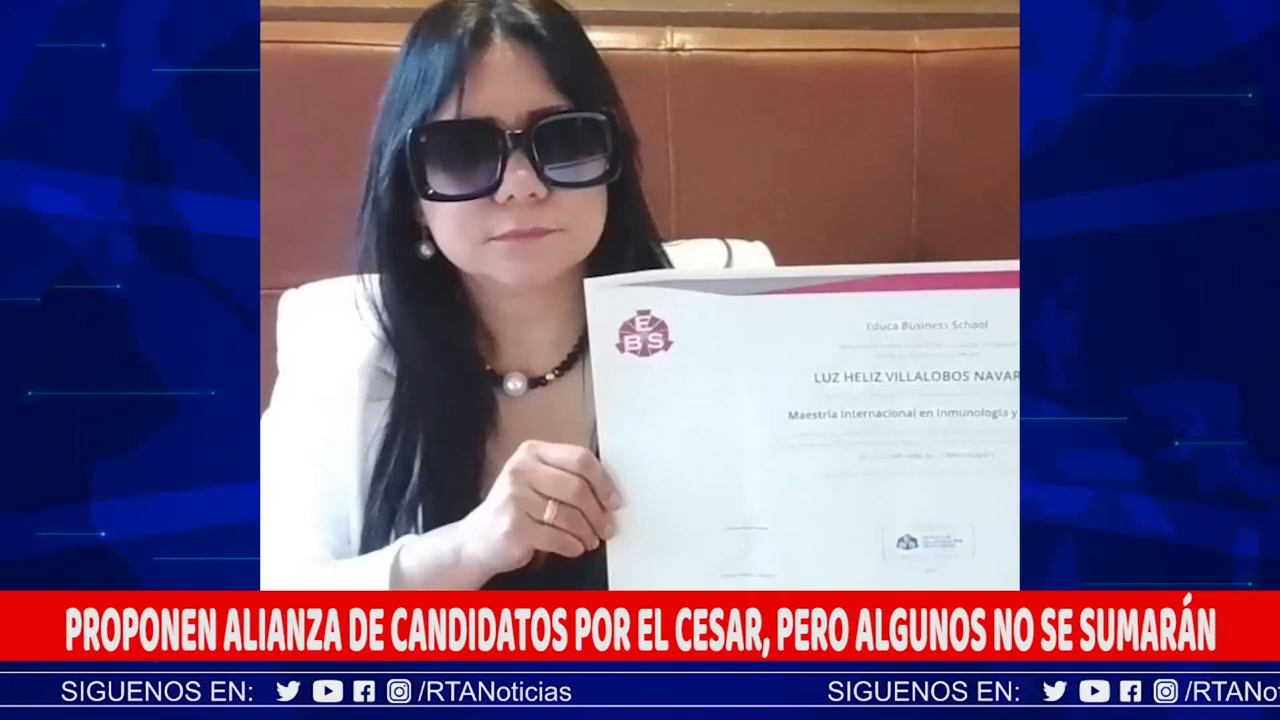 E
B S
Educa Business School
LUZ HELIZ VILLALOBOS NAVAR
Maestría Internacional en Inmunología y
PROPONEN ALIANZA DE CANDIDATOS POR EL CESAR, PERO ALGUNOS NO SE SUMARÁN
SIGUENOS EN: /RTANoticias SIGUENOS EN: /RTANot